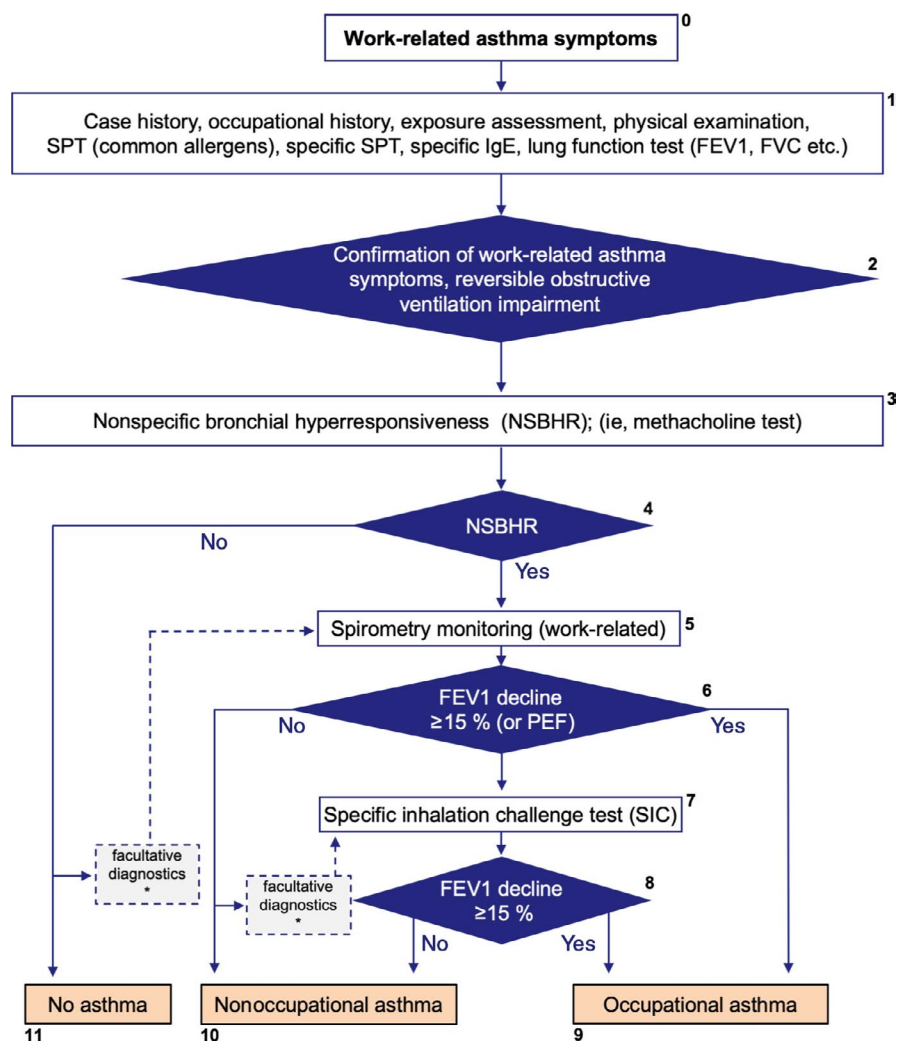 Work-related asthma symptoms
0
1
Case history, occupational history, exposure assessment, physical examination,
SPT (common allergens), specific SPT, specific IgE, lung function test (FEV1, FVC etc.)
Confirmation of work-related asthma
symptoms, reversible obstructive
ventilation impairment
2
3
Nonspecific bronchial hyperresponsiveness (NSBHR); (ie, methacholine test)
NSBHR
4
No
Yes
Spirometry monitoring (work-related)
5
FEV1 decline
≥15 % (or PEF)
6
No
Yes
Specific inhalation challenge test (SIC)
7
facultative
diagnostics
*
facultative
diagnostics
*
FEV1 decline
≥15 %
8
No
Yes
No asthma
Nonoccupational asthma
Occupational asthma
11
10
9